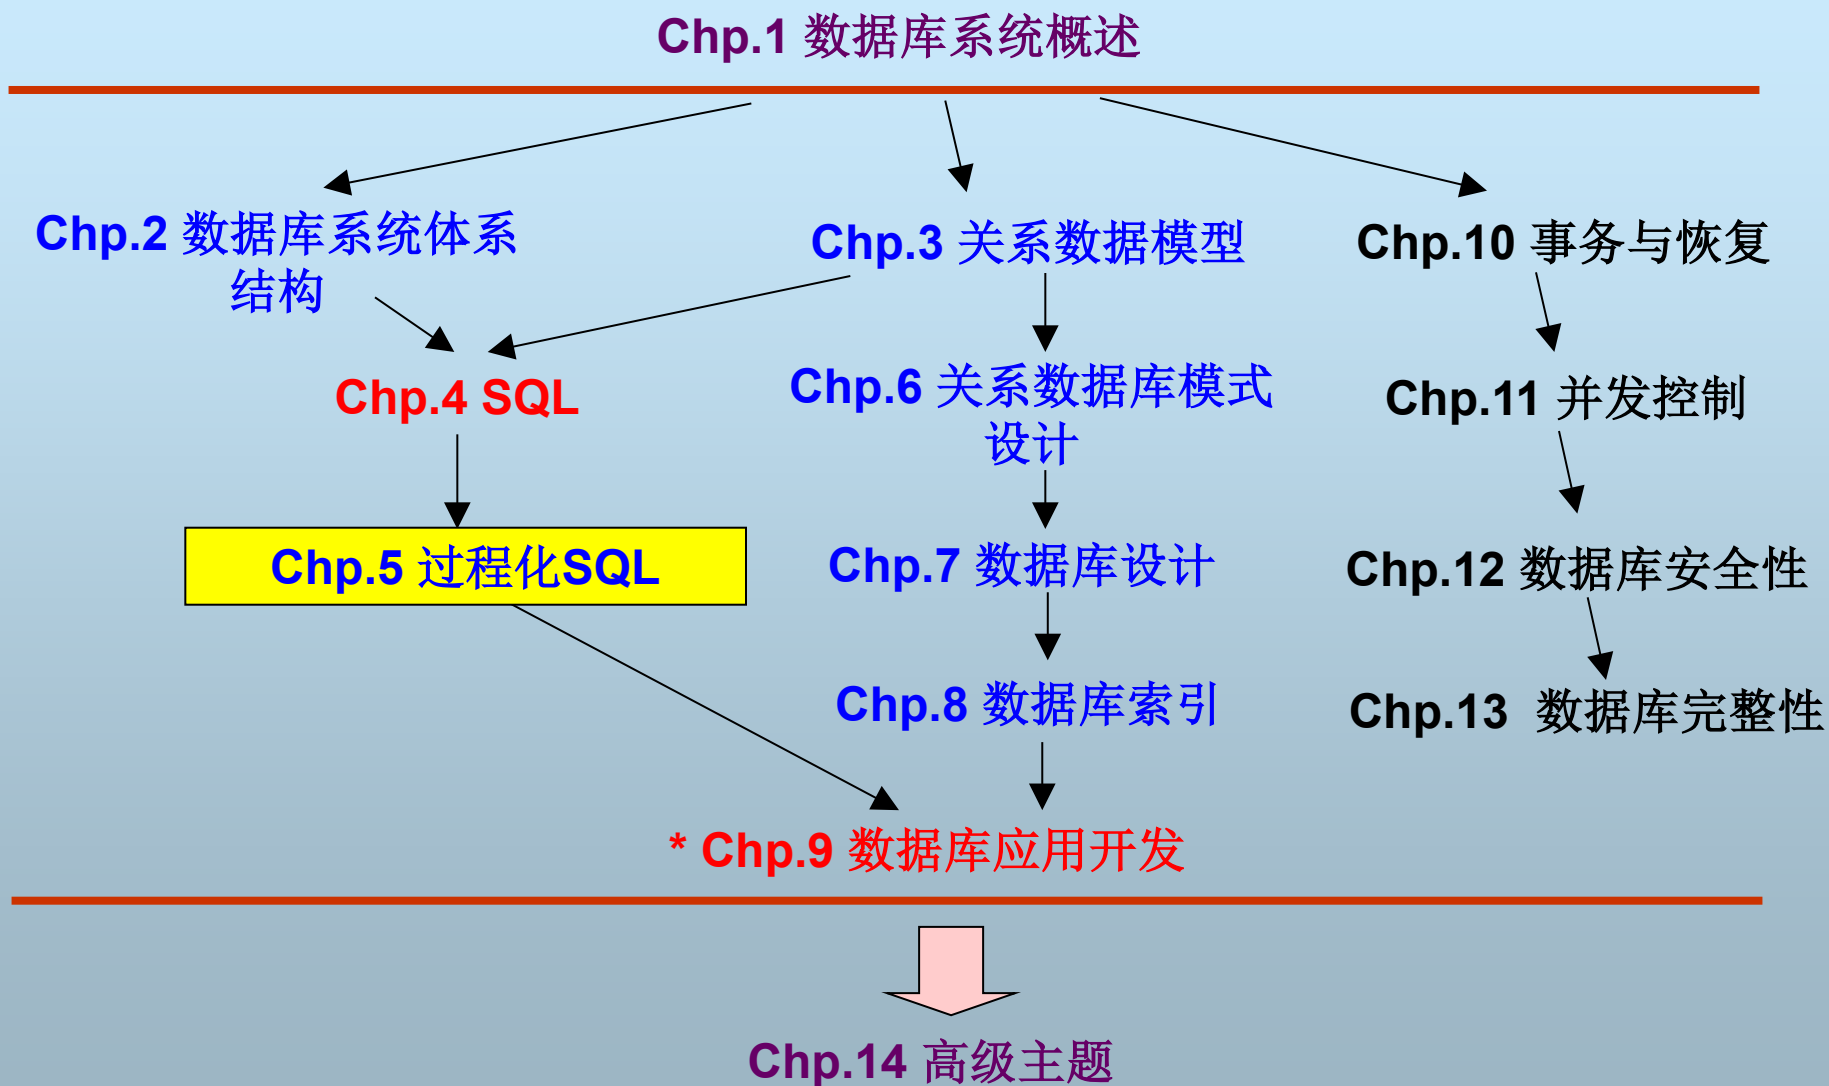 Chp.1 数据库系统概述
Chp.2 数据库系统体系
结构
Chp.3 关系数据模型
Chp.10 事务与恢复
Chp.4 SQL
Chp.6 关系数据库模式
设计
Chp.11 并发控制
Chp.5 过程化SQL
Chp.7 数据库设计
Chp.12 数据库安全性
Chp.8 数据库索引
Chp.13 数据库完整性
* Chp.9 数据库应用开发
Chp.14 高级主题